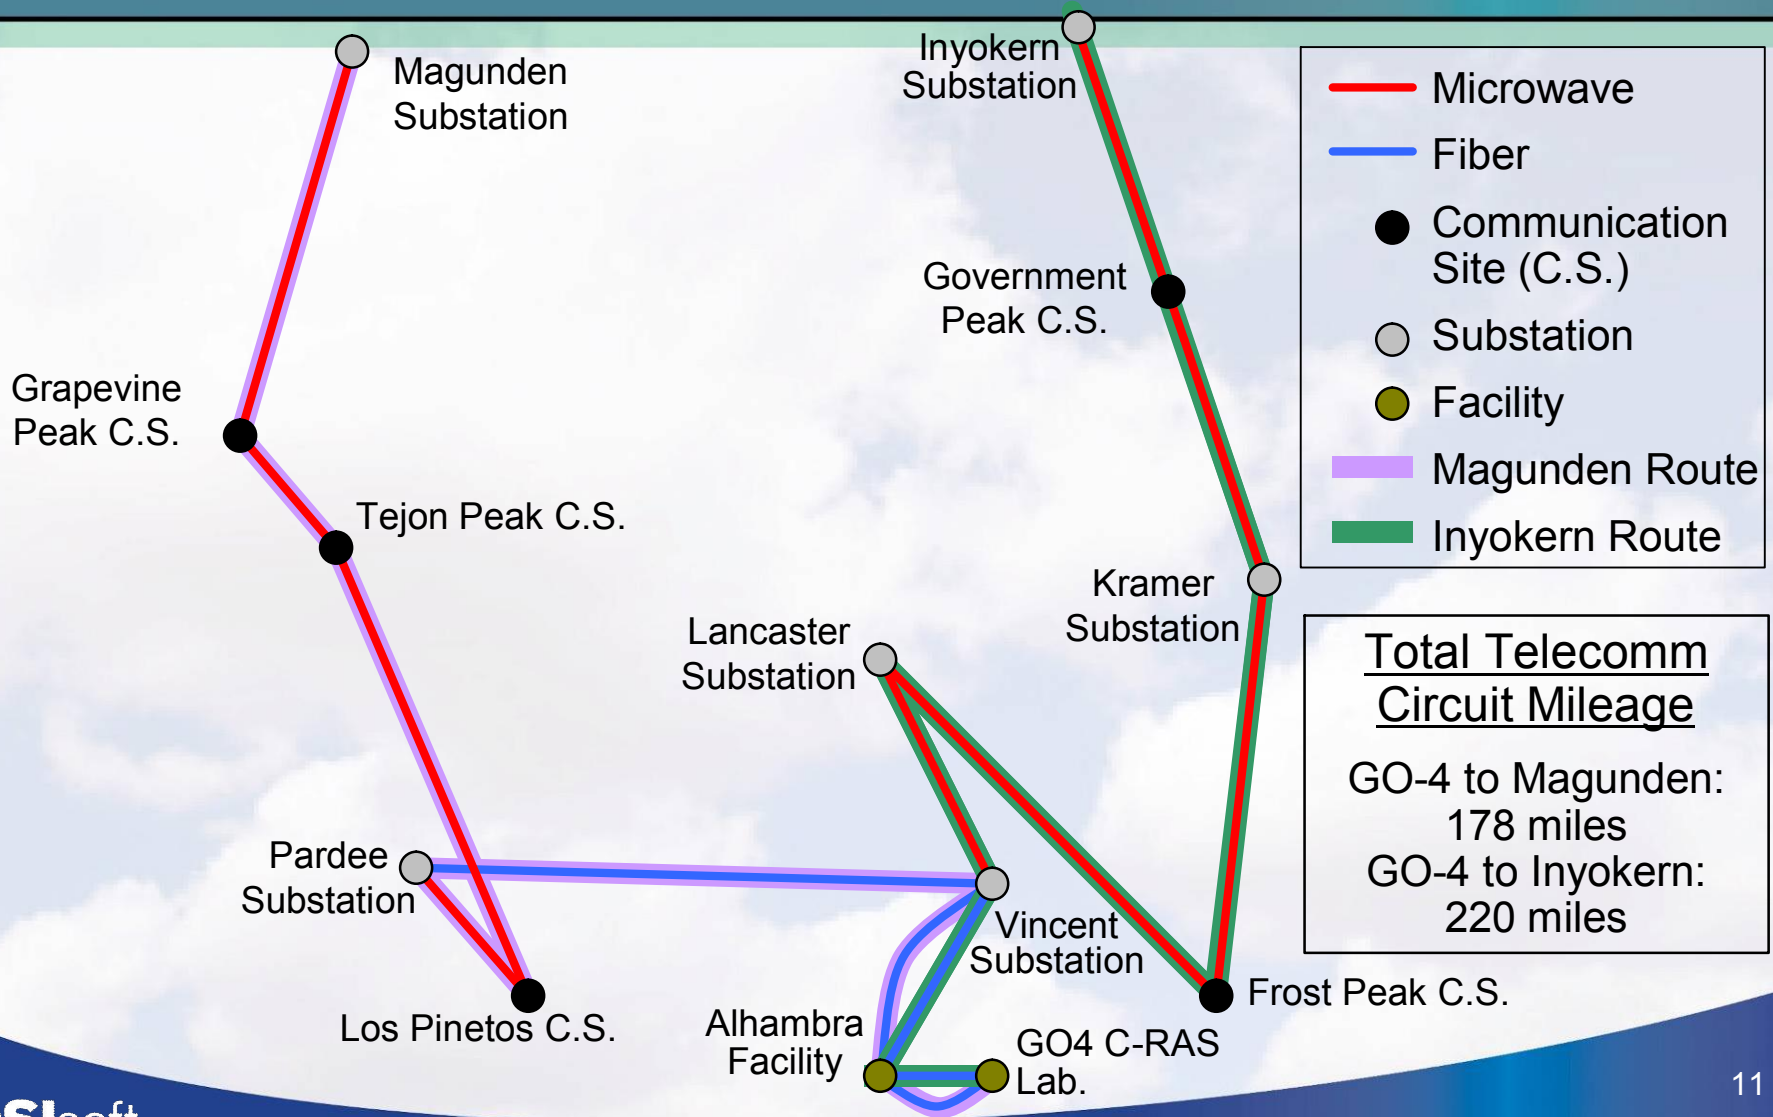 Magunden
Substation
Inyokern
Substation
Microwave
Fiber
Communication
Site (C.S.)
Substation
Facility
Magunden Route
Inyokern Route
Government
Peak C.S.
Grapevine
Peak C.S.
Tejon Peak C.S.
Kramer
Substation
Lancaster
Substation
Total Telecomm
Circuit Mileage
GO-4 to Magunden:
178 miles
GO-4 to Inyokern:
220 miles
Pardee
Substation
Vincent
Substation
Frost Peak C.S.
Los Pinetos C.S.
Alhambra
Facility
GO4 C-RAS
Lab.
11